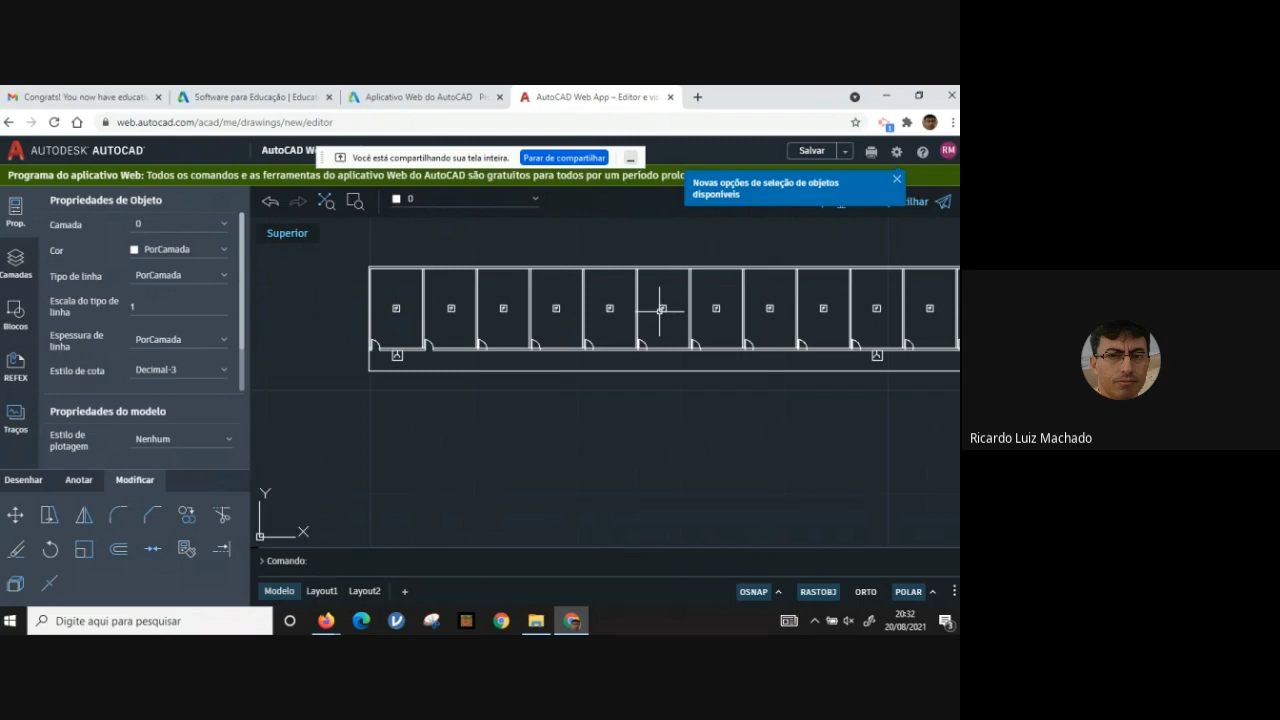 Congrats! You now have educati
Software para Educação | Educat
Aplicativo Web do AutoCAD
AutoCAD Web App – Editor e vi
web.autocad.com/acad/me/drawings/new/editor
AUTODESK AUTOCAD
AutoCAD W
Você está compartilhando sua tela inteira.
Parar de compartilhar
Salvar
RM
Programa do aplicativo Web: Todos os comandos e as ferramentas do aplicativo Web do AutoCAD são gratuitos para todos por um período prolo
Novas opções de seleção de objetos
disponíveis
ilhar
Prop.
Camadas
Blocos
REFEX
Traços
Propriedades de Objeto
Camada
0
Cor
PorCamada
Tipo de linha
PorCamada
Escala do tipo de
linha
1
Espessura de
linha
PorCamada
Estilo de cota
Decimal-3
Propriedades do modelo
Estilo de
plotagem
Nenhum
0
Superior
Desenhar
Anotar
Modificar
Y
X
Comando:
Modelo
Layout1
Layout2
+
OSNAP
RASTOBJ
ORTO
POLAR
Digite aqui para pesquisar
20:32
20/08/2021
3
Ricardo Luiz Machado